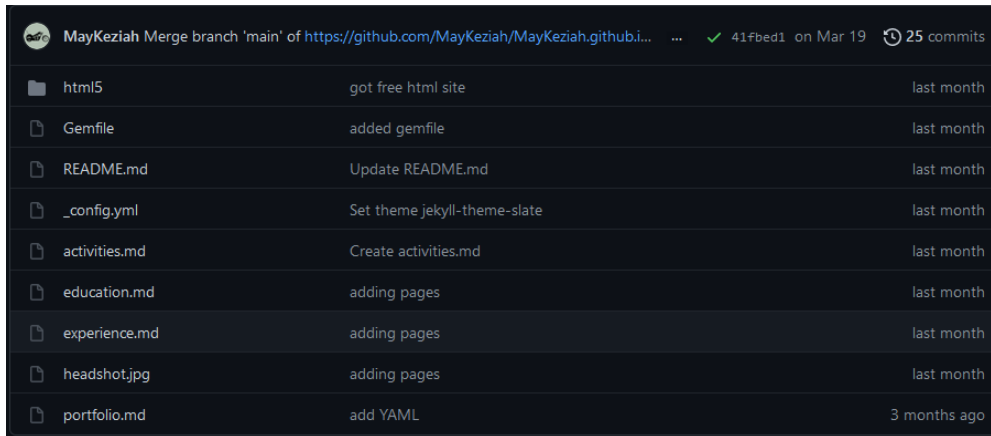 MayKeziah Merge branch 'main' of https://github.com/MayKeziah/MayKeziah.github.i... ... 41fbed1 on Mar 19 25 commits
html5 got free html site last month
Gemfile added gemfile last month
README.md Update README.md last month
_config.yml Set theme jekyll-theme-slate last month
activities.md Create activities.md last month
education.md adding pages last month
experience.md adding pages last month
headshot.jpg adding pages last month
portfolio.md add YAML 3 months ago